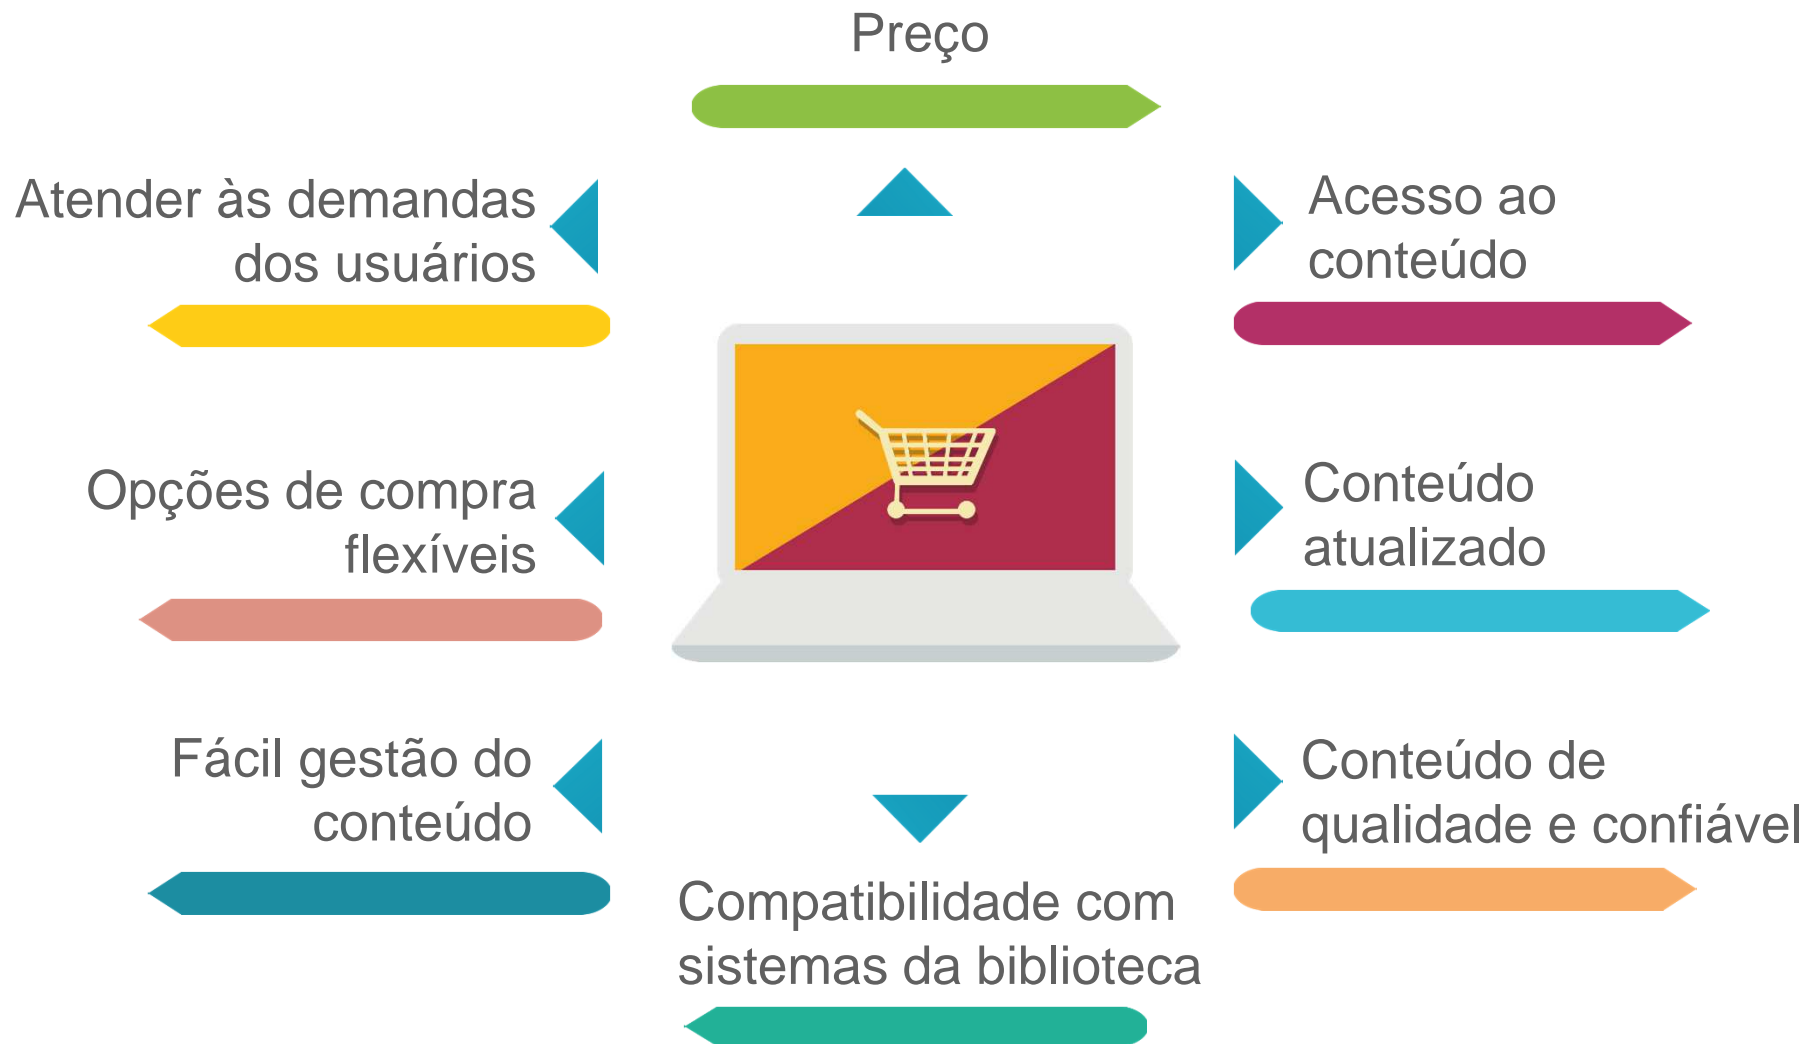 Preço
Acesso ao
conteúdo
Conteúdo
atualizado
Conteúdo de
qualidade e confiável
Compatibilidade com
sistemas da biblioteca
Fácil gestão do
conteúdo
Opções de compra
flexíveis
Atender às demandas
dos usuários